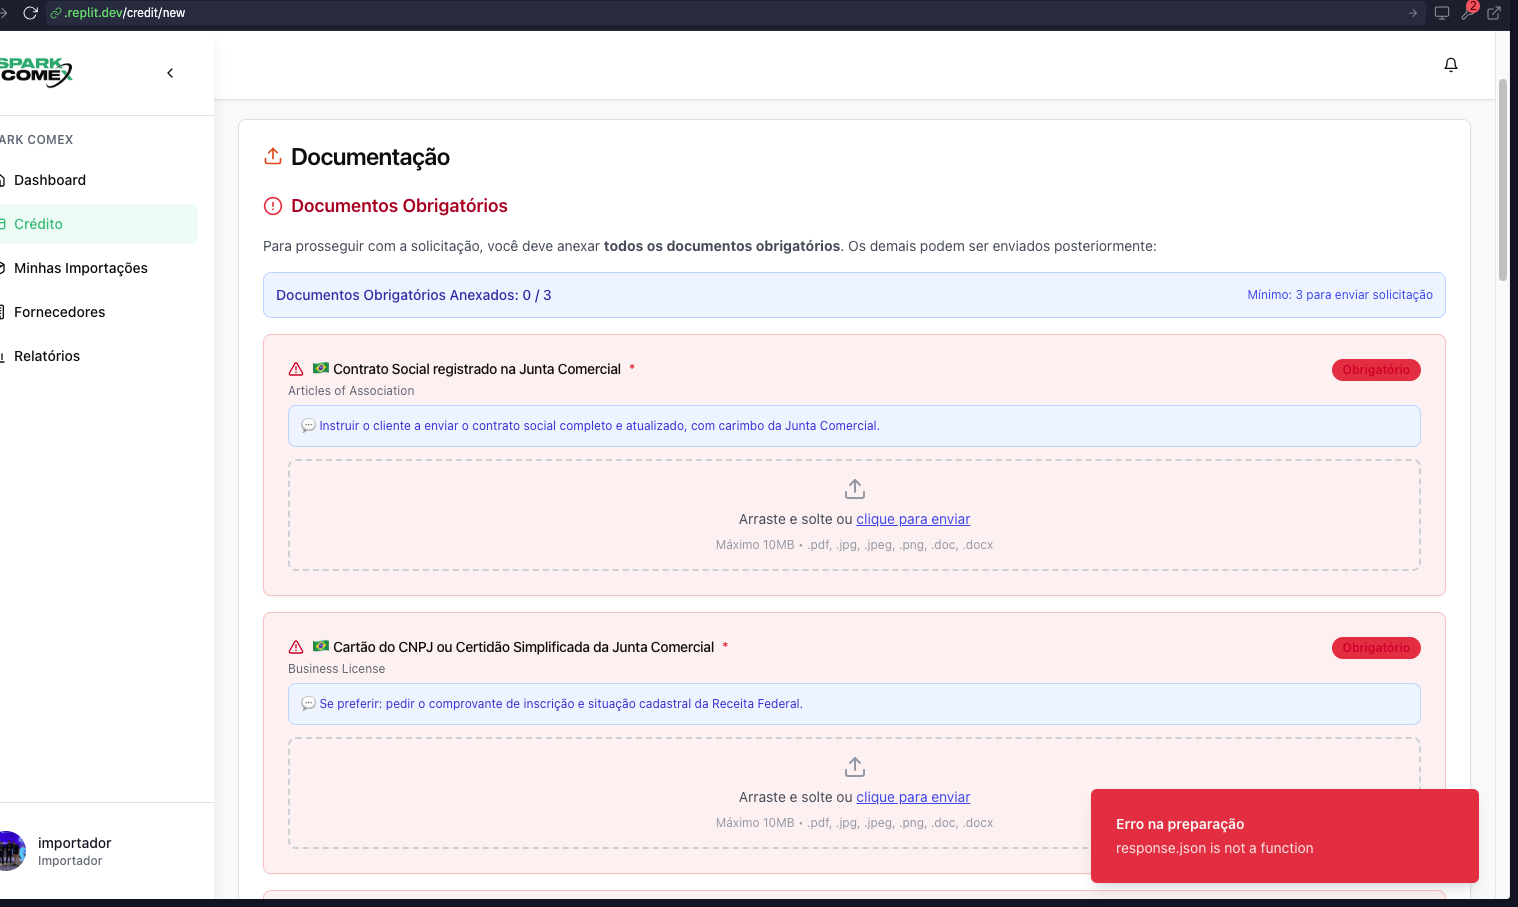 .replit.dev/credit/new
2
SPARK
COMEX
ARK COMEX
Dashboard
Crédito
Minhas Importações
Fornecedores
Relatórios
importador
Importador
Documentação
Documentos Obrigatórios
Para prosseguir com a solicitação, você deve anexar todos os documentos obrigatórios. Os demais podem ser enviados posteriormente:
Documentos Obrigatórios Anexados: 0 / 3
Mínimo: 3 para enviar solicitação
Contrato Social registrado na Junta Comercial *
Obrigatório
Articles of Association
Instruir o cliente a enviar o contrato social completo e atualizado, com carimbo da Junta Comercial.
Arraste e solte ou clique para enviar
Máximo 10MB • .pdf, .jpg, .jpeg, .png, .doc, .docx
Cartão do CNPJ ou Certidão Simplificada da Junta Comercial *
Obrigatório
Business License
Se preferir: pedir o comprovante de inscrição e situação cadastral da Receita Federal.
Arraste e solte ou clique para enviar
Máximo 10MB • .pdf, .jpg, .jpeg, .png, .doc, .docx
Erro na preparação
response.json is not a function